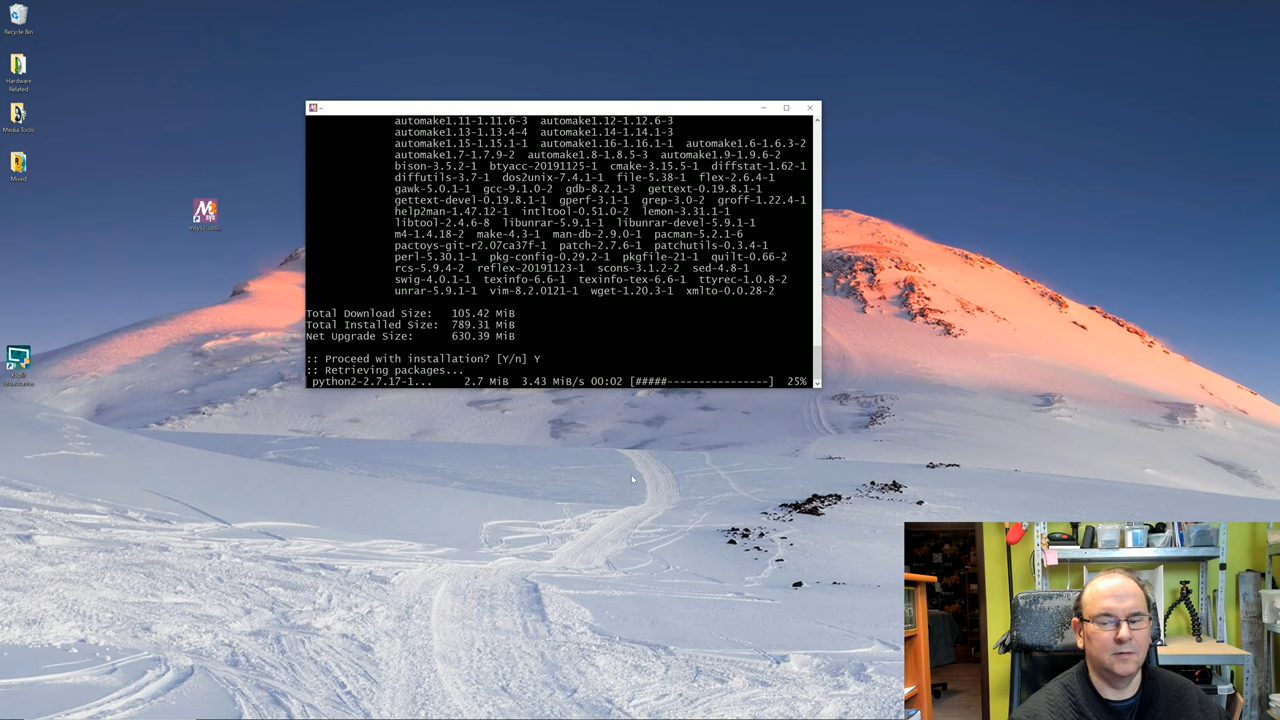 Recycle Bin
Hardware
Related
Media Tools
Mixed
automake1.11-1.11.6-3  automake1.12-1.12.6-3
automake1.13-1.13.4-4  automake1.14-1.14.1-3
automake1.15-1.15.1-1  automake1.16-1.16.1-1  automake1.6-1.6.3-2
automake1.7-1.7.9-2  automake1.8-1.8.5-3  automake1.9-1.9.6-2
bison-3.5.2-1  btyacc-20191125-1  cmake-3.15.5-1  diffstat-1.62-1
diffutils-3.7-1  dos2unix-7.4.1-1  file-5.38-1  flex-2.6.4-1
gawk-5.0.1-1  gcc-9.1.0-2  gdb-8.2.1-3  gettext-0.19.8.1-1
gettext-devel-0.19.8.1-1  gperf-3.1-1  grep-3.0-2  groff-1.22.4-1
help2man-1.47.12-1  intltool-0.51.0-2  lemon-3.31.1-1
libtool-2.4.6-8  libunrar-5.9.1-1  libunrar-devel-5.9.1-1
m4-1.4.18-2  make-4.3-1  man-db-2.9.0-1  pacman-5.2.1-6
pactoys-git-r2.07ca37f-1  patch-2.7.6-1  patchutils-0.3.4-1
perl-5.30.1-1  pkg-config-0.29.2-1  pkgfile-21-1  quilt-0.66-2
rcs-5.9.4-2  reflex-20191123-1  scons-3.1.2-2  sed-4.8-1
swig-4.0.1-1  texinfo-6.6-1  texinfo-tex-6.6-1  ttyrec-1.0.8-2
unrar-5.9.1-1  vim-8.2.0121-1  wget-1.20.3-1  xmlto-0.0.28-2
Total Download Size:   105.42 MiB
Total Installed Size:  789.31 MiB
Net Upgrade Size:      630.39 MiB
:: Proceed with installation? [Y/n] Y
:: Retrieving packages...
python2-2.7.17-1...     2.7 MiB  3.43 MiB/s 00:02 [#####----------------]  25%